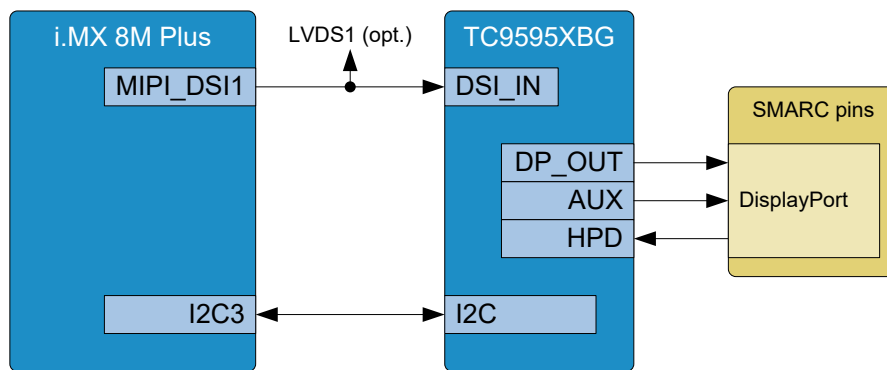 i.MX 8M Plus
LVDS1 (opt.)
TC9595XBG
MIPI_DSI1
DSI_IN
SMARC pins
DP_OUT
AUX
DisplayPort
HPD
I2C3
I2C